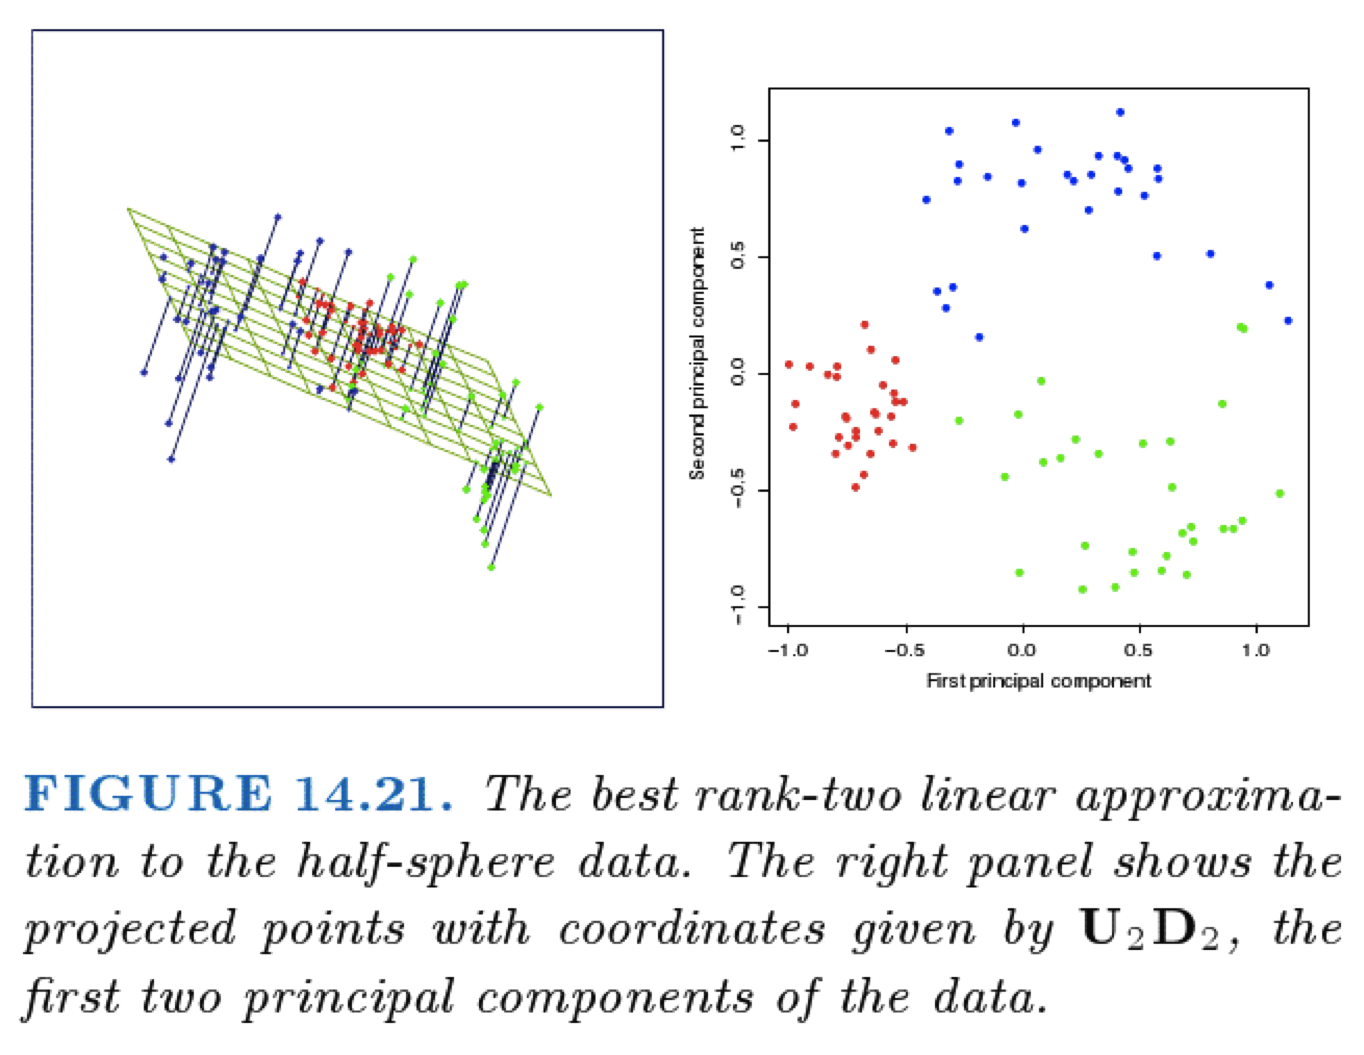 Second principal component
1.0
0.5
0.0
−0.5
−1.0
−1.0 −0.5 0.0 0.5 1.0
First principal component
FIGURE 14.21. The best rank-two linear approxima-
tion to the half-sphere data. The right panel shows the
projected points with coordinates given by U₂D₂, the
first two principal components of the data.